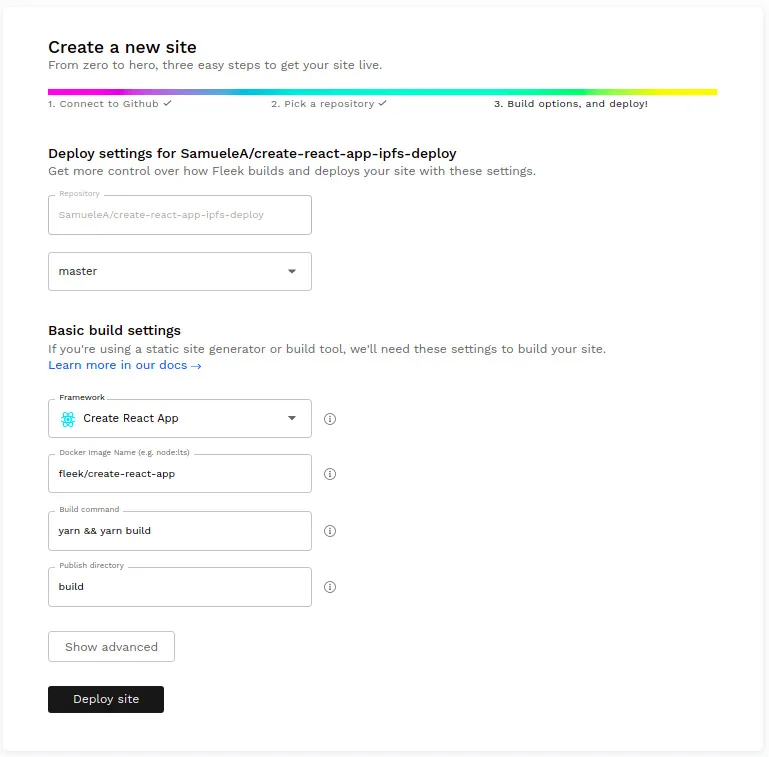 Create a new site
From zero to hero, three easy steps to get your site live.
1. Connect to Github ✓ 2. Pick a repository ✓ 3. Build options, and deploy!
Deploy settings for SamueleA/create-react-app-ipfs-deploy
Get more control over how Fleek builds and deploys your site with these settings.
Repository
SamueleA/create-react-app-ipfs-deploy
master
Basic build settings
If you're using a static site generator or build tool, we'll need these settings to build your site.
Learn more in our docs →
Framework
Create React App
Docker Image Name (e.g. node:lts)
fleek/create-react-app
Build command
yarn && yarn build
Publish directory
build
Show advanced
Deploy site